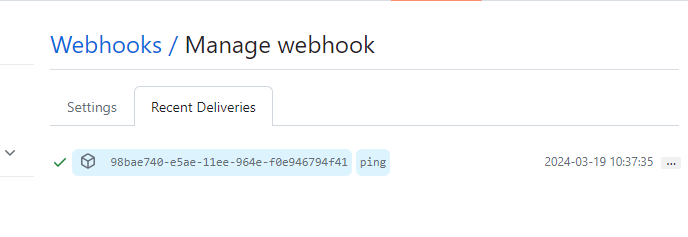 Webhooks / Manage webhook
Settings Recent Deliveries
98bae740-e5ae-11ee-964e-f0e946794f41 ping 2024-03-19 10:37:35 ...